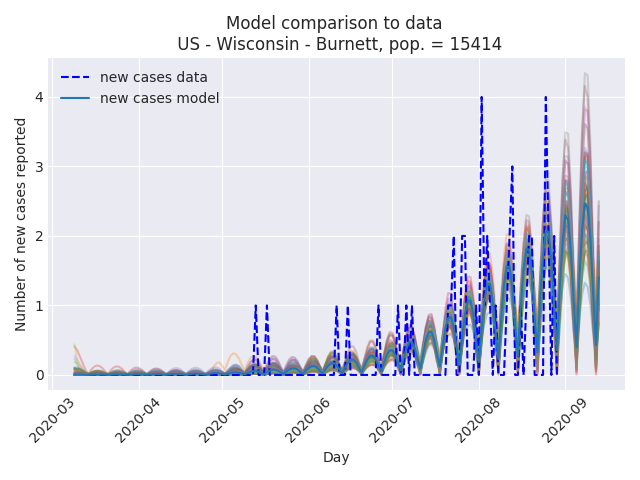 Model comparison to data
US - Wisconsin - Burnett, pop. = 15414
new cases data
new cases model
Number of new cases reported
4
3
2
1
0
2020-03
2020-04
2020-05
2020-06
2020-07
2020-08
2020-09
Day